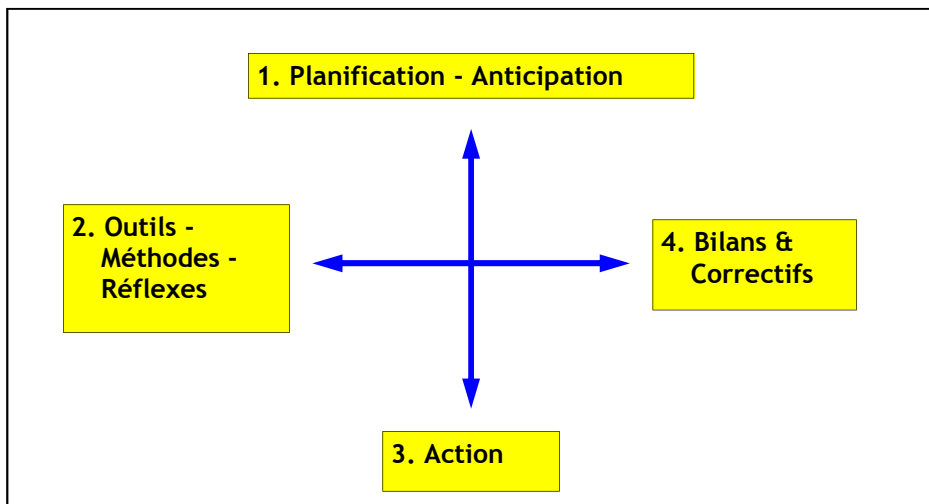 1. Planification - Anticipation
2. Outils -
Méthodes -
Réflexes
4. Bilans &
Correctifs
3. Action